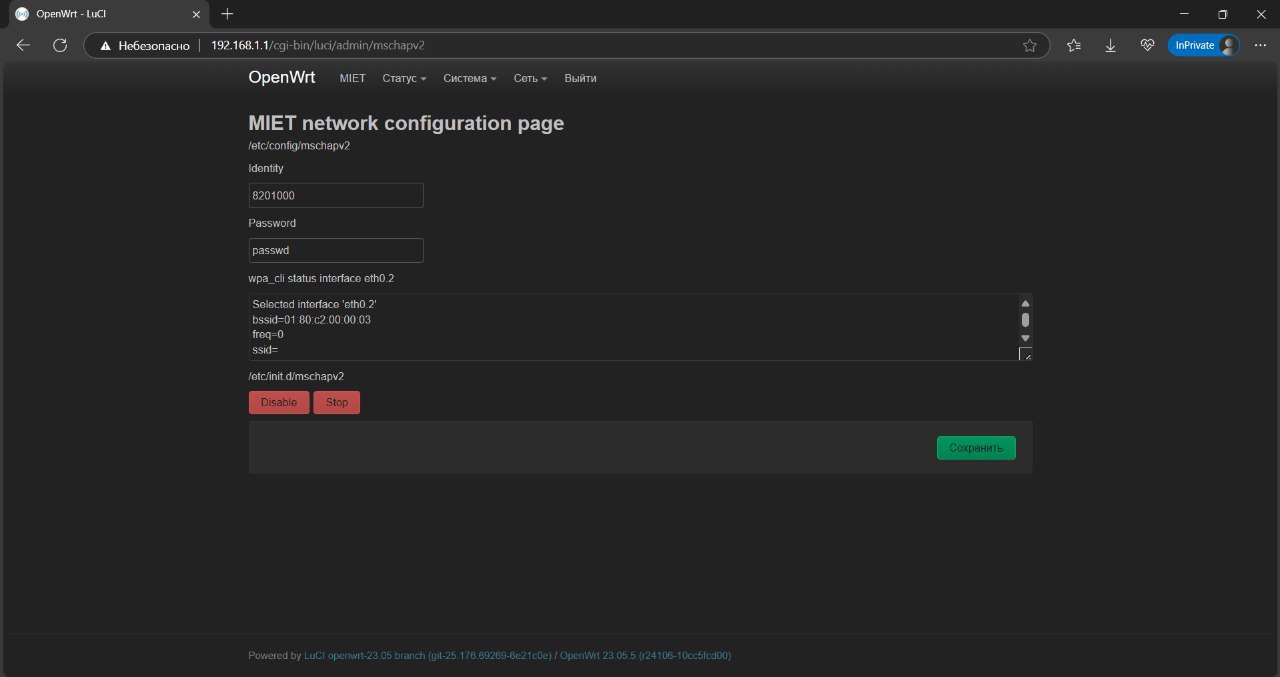 OpenWrt - LuCI
Небезопасно 192.168.1.1/cgi-bin/luci/admin/mschapv2 InPrivate
OpenWrt MIET Статус Система Сеть Выйти
MIET network configuration page
/etc/config/mschapv2
Identity
8201000
Password
passwd
wpa_cli status interface eth0.2
Selected interface 'eth0.2'
bssid=01:80:c2:00:00:03
freq=0
ssid=
/etc/init.d/mschapv2
Disable Stop
Сохранить
Powered by LuCI openwrt-23.05 branch (git-25.176.69269-6e21c0e) / OpenWrt 23.05.5 (r24106-10cc5fcd00)